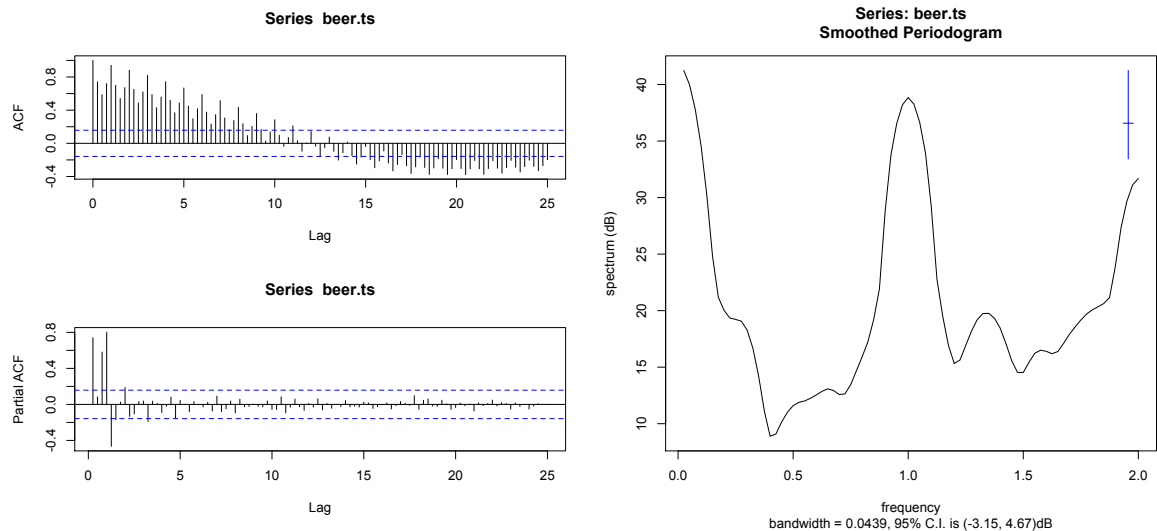 Series beer.ts
ACF
0.8
0.4
0.0
-0.4
0 5 10 15 20 25
Lag
Series beer.ts
Partial ACF
0.8
0.4
0.0
-0.4
0 5 10 15 20 25
Lag
Series: beer.ts
Smoothed Periodogram
spectrum (dB)
40
35
30
25
20
15
10
0.0 0.5 1.0 1.5 2.0
frequency
bandwidth = 0.0439, 95% C.I. is (-3.15, 4.67)dB